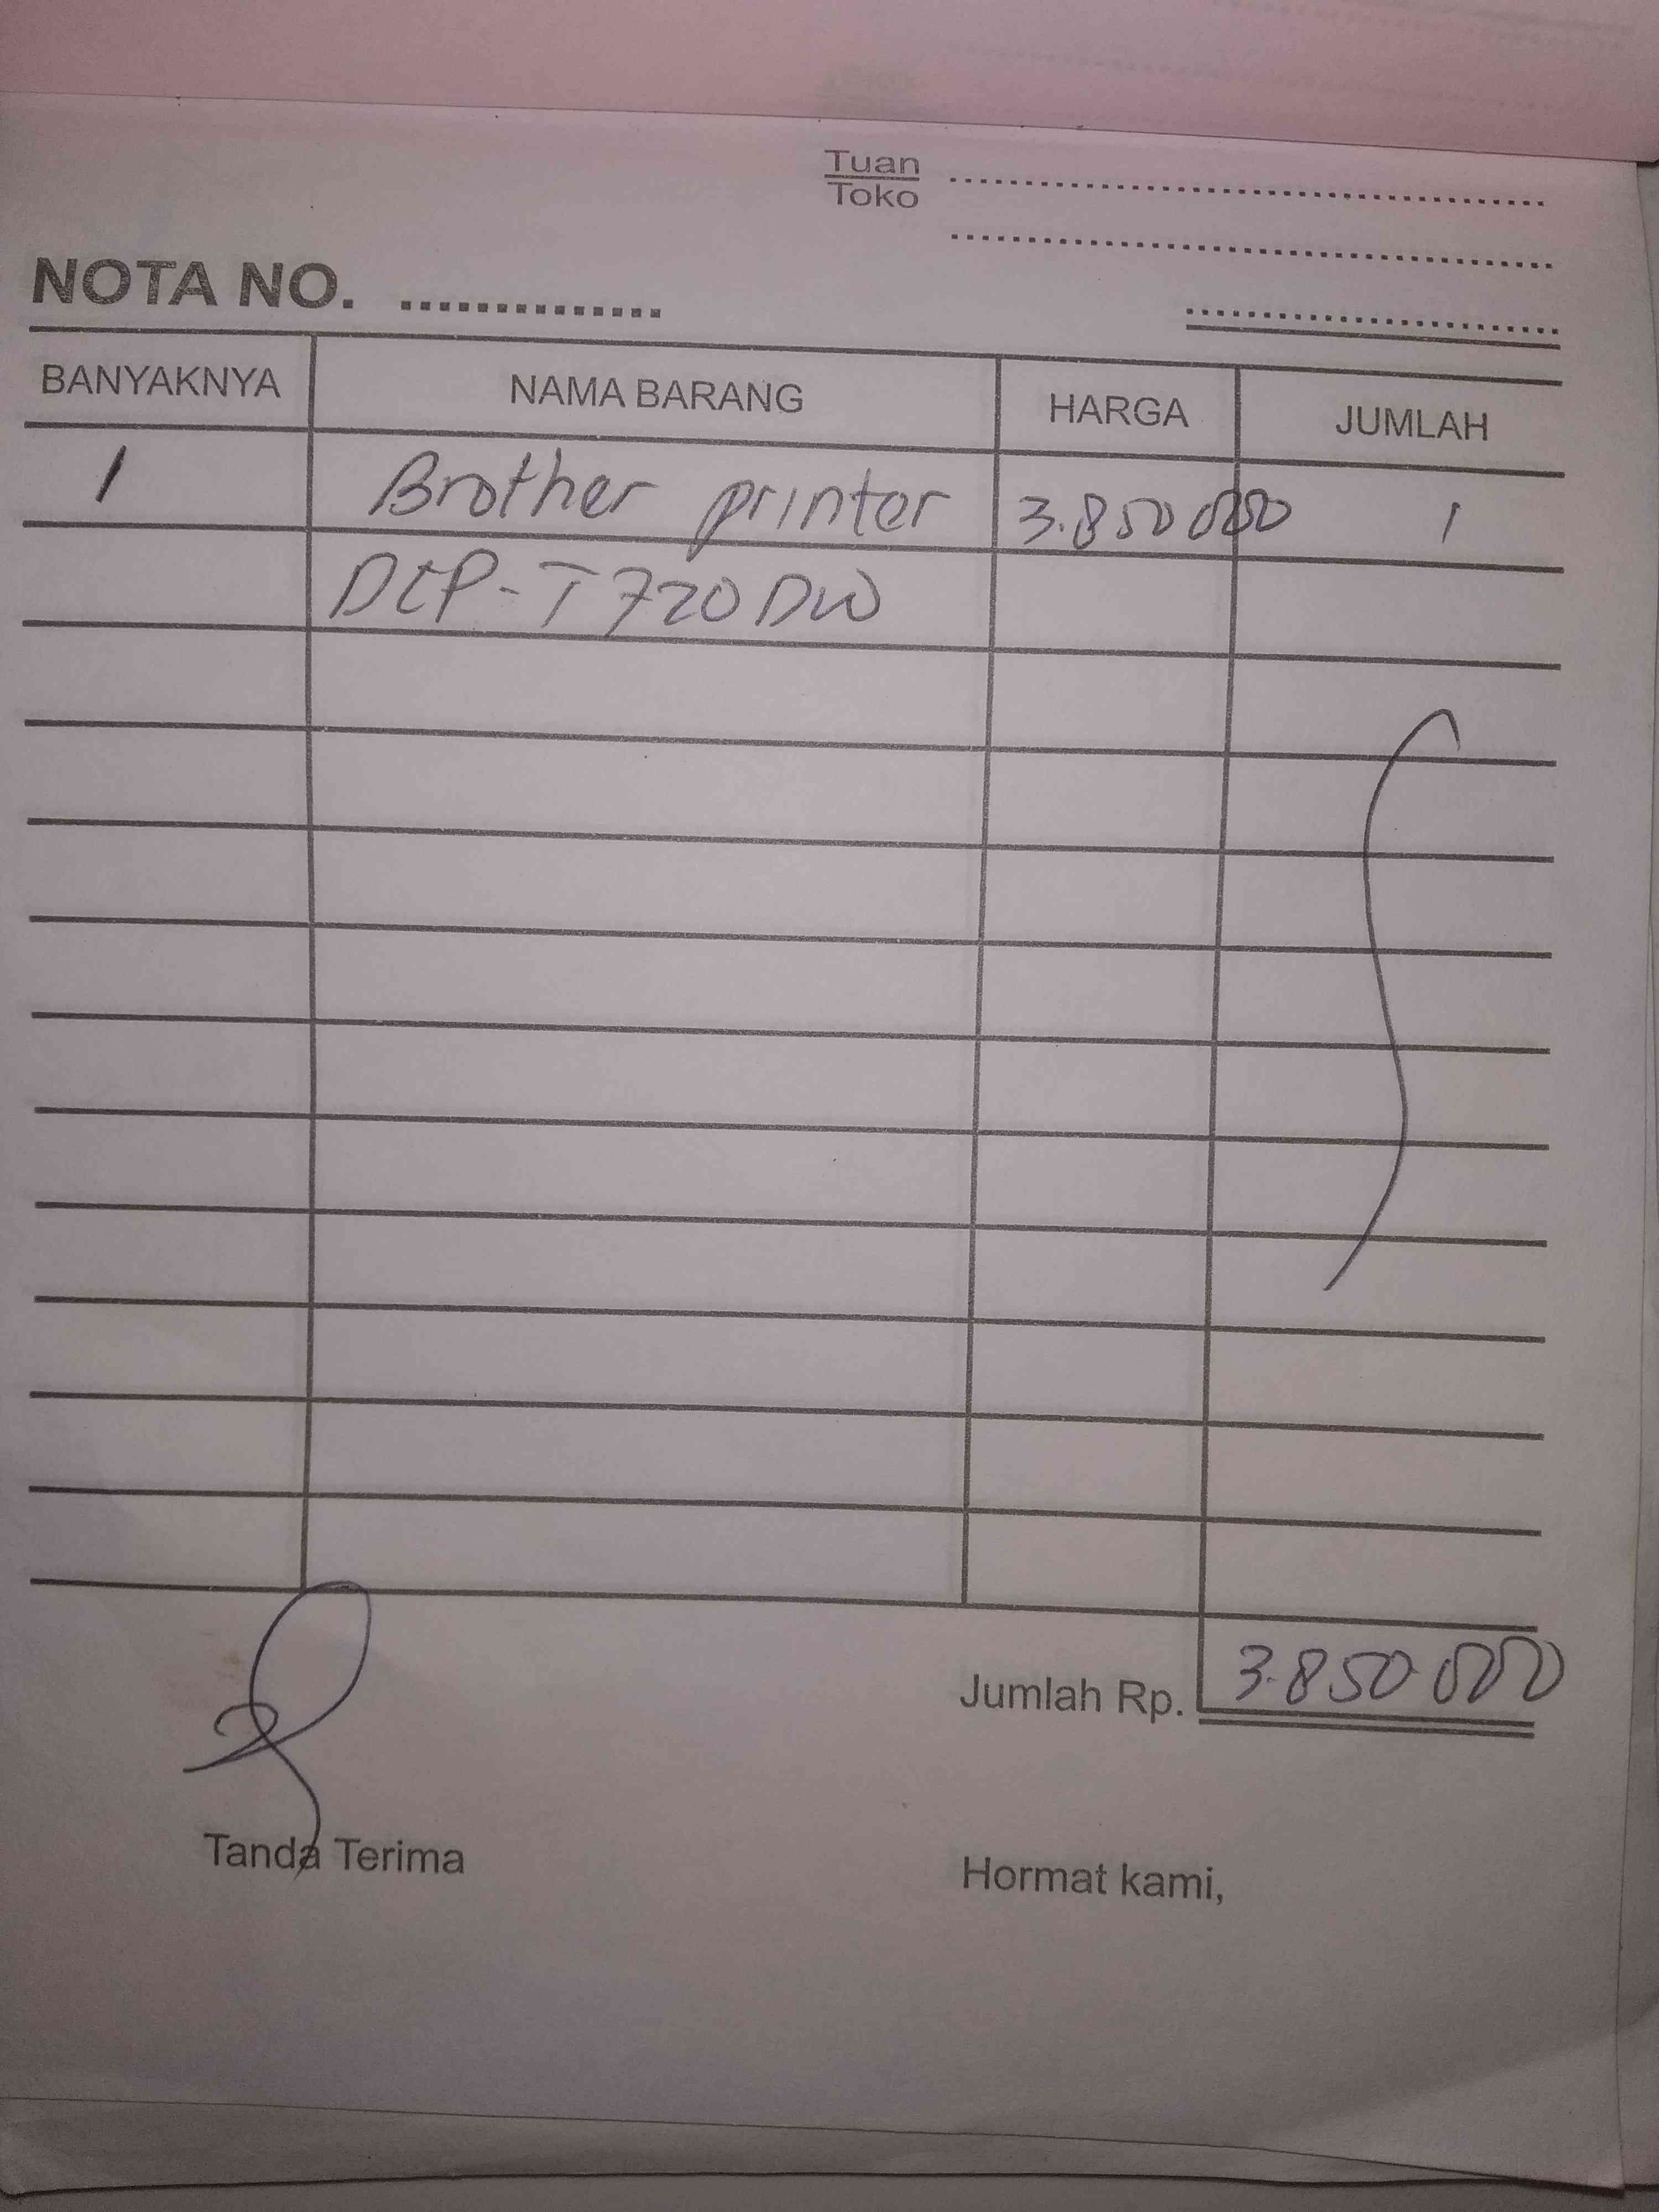 Tuan
Toko
NOTA NO. ..............
BANYAKNYA NAMA BARANG HARGA JUMLAH
1 Brother printer 3.850.000 1
DCP-T720DW
Jumlah Rp. 3.850.000
Tanda Terima Hormat kami,